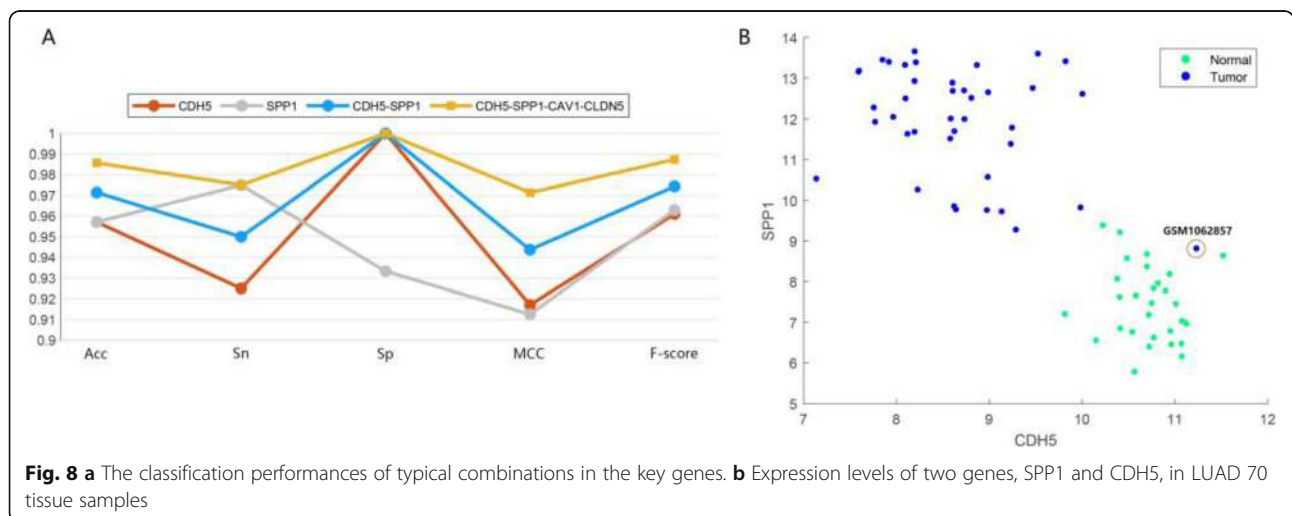 A
CDH5 SPP1 CDH5-SPP1 CDH5-SPP1-CAV1-CLDN5
1
0.99
0.98
0.97
0.96
0.95
0.94
0.93
0.92
0.91
0.9
Acc Sn Sp MCC F-score
B
14
13
12
11
10
9
8
7
6
5
SPP1
Normal
Tumor
GSM1062857
7 8 9 10 11 12
CDH5
Fig. 8 a The classification performances of typical combinations in the key genes. b Expression levels of two genes, SPP1 and CDH5, in LUAD 70
tissue samples